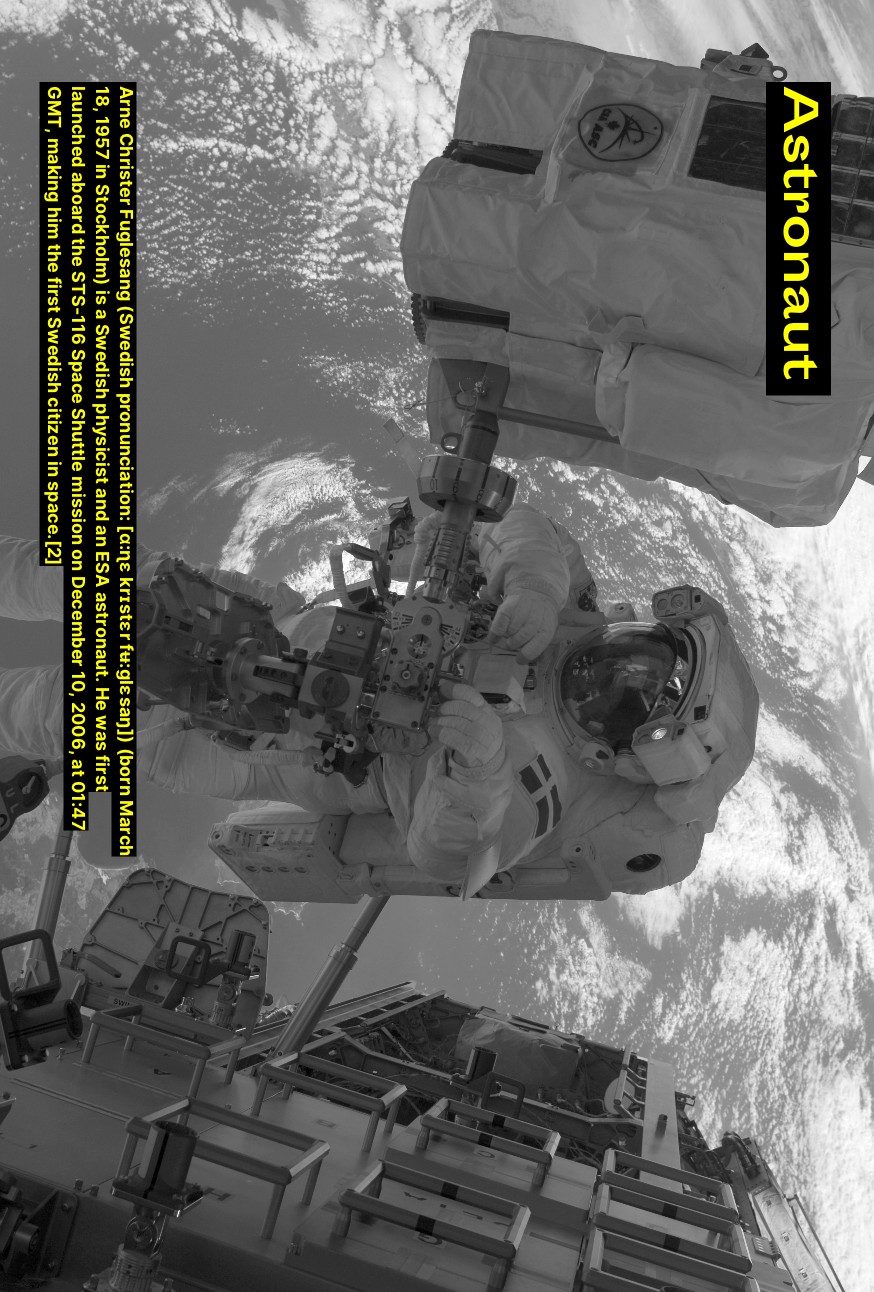 Astronaut
Arne Christer Fuglesang (Swedish pronunciation: [ɑːɳɛ krɪstɛr fʉːglɛsaŋ]) (born March
18, 1957 in Stockholm) is a Swedish physicist and an ESA astronaut. He was first
launched aboard the STS-116 Space Shuttle mission on December 10, 2006, at 01:47
GMT, making him the first Swedish citizen in space.[2]